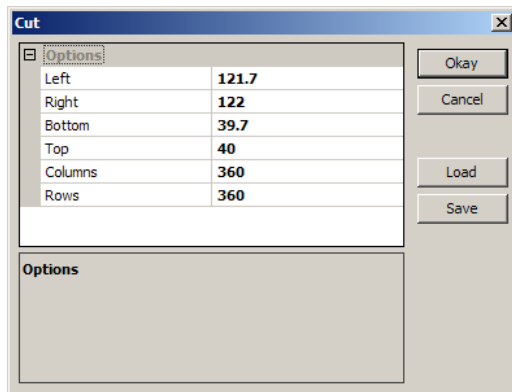 Cut
Options
Left 121.7
Right 122
Bottom 39.7
Top 40
Columns 360
Rows 360
Okay
Cancel
Load
Save
Options